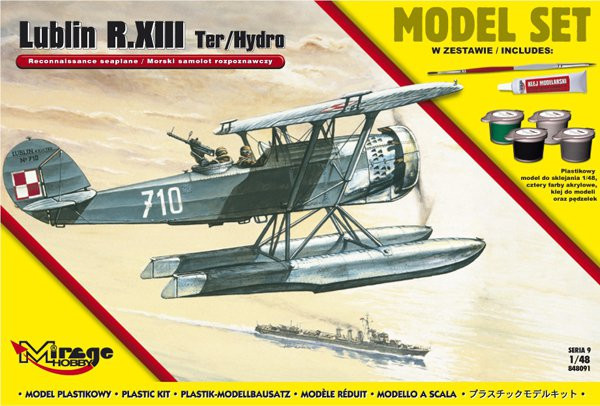 Lublin R.XIII Ter/Hydro
Reconnaissance seaplane / Morski samolot rozpoznawczy
MODEL SET
W ZESTAWIE / INCLUDES:
KLEJ MODELARSKI
Plastikowy
model do sklejania 1/48,
cztery farby akrylowe,
klej do modeli
oraz pędzelek
LUBLIN
Nr 710
710
Mirage
HOBBY
SERIA 9
1/48
848091
• MODEL PLASTIKOWY • PLASTIC KIT • PLASTIK-MODELLBAUSATZ • MODÈLE RÉDUIT • MODELLO A SCALA • プラスチックモデルキット •